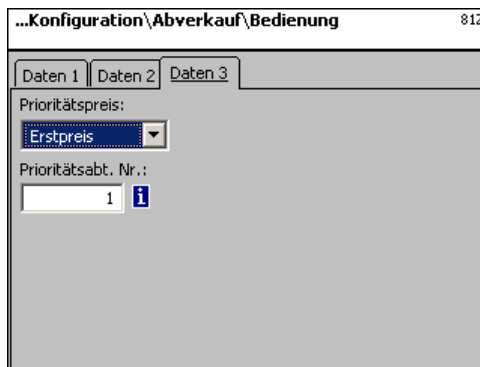 ...Konfiguration\Abverkauf\Bedienung 812
Daten 1 Daten 2 Daten 3
Prioritätspreis:
Erstpreis
Prioritätsabt. Nr.:
1 i